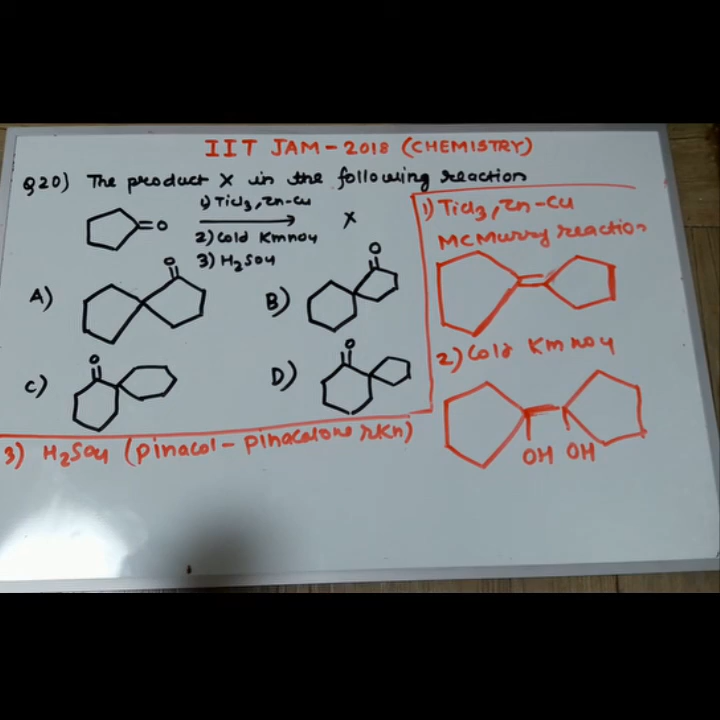 IIT JAM-2018 (CHEMISTRY)
Q20) The product X in the following reaction
=O
1) TiCl3, Zn-Cu
2) Cold Kmno4
3) H2SO4
X
A)
O
B)
O
C)
O
D)
O
1) TiCl3, Zn-Cu
McMurry reaction
2) Cold Kmno4
OH OH
3) H2SO4 (pinacol-pinacolone rxn)